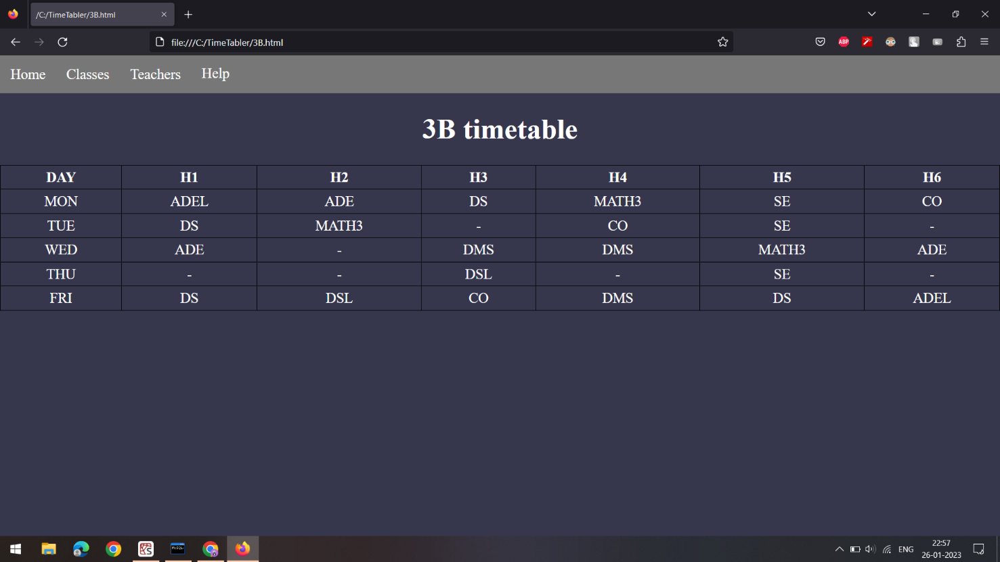 /C:/TimeTabler/3B.html
file:///C:/TimeTabler/3B.html
ABP
Home Classes Teachers Help
3B timetable
DAY H1 H2 H3 H4 H5 H6
MON ADEL ADE DS MATH3 SE CO
TUE DS MATH3 - CO SE -
WED ADE - DMS DMS MATH3 ADE
THU - - DSL - SE -
FRI DS DSL CO DMS DS ADEL
MySQL
ENG
22:57
26-01-2023